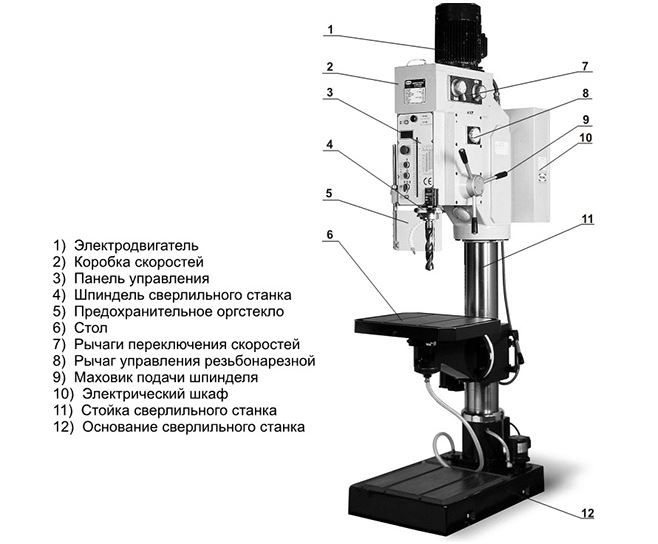 1
2
3
4
5
6
7
8
9
10
11
12
1) Электродвигатель
2) Коробка скоростей
3) Панель управления
4) Шпиндель сверлильного станка
5) Предохранительное оргстекло
6) Стол
7) Рычаги переключения скоростей
8) Рычаг управления резьбонарезной
9) Маховик подачи шпинделя
10) Электрический шкаф
11) Стойка сверлильного станка
12) Основание сверлильного станка